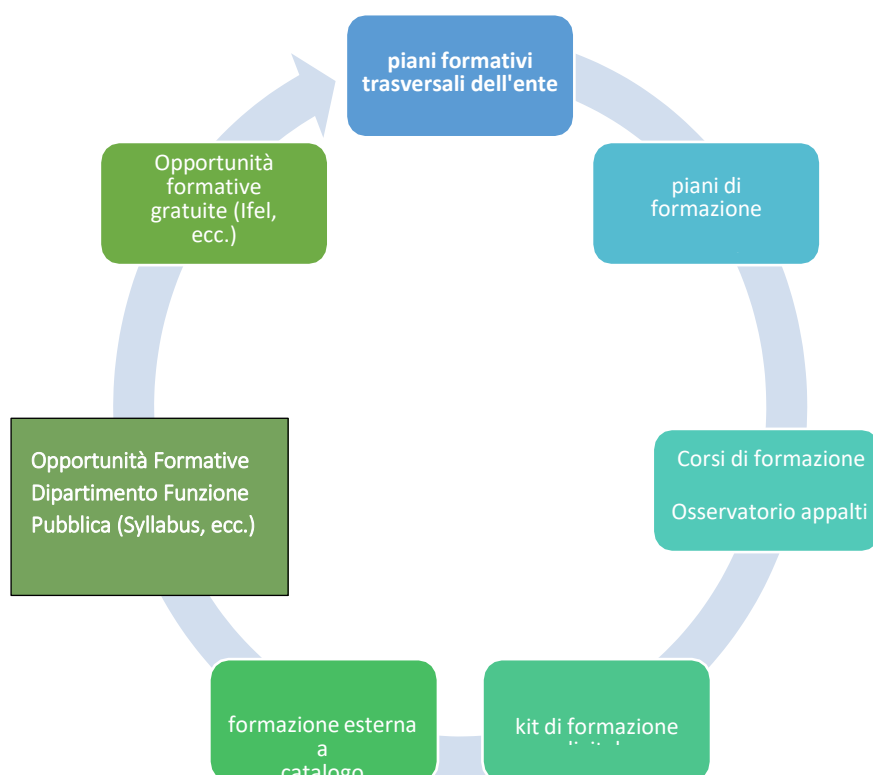 piani formativi
trasversali dell'ente
piani di
formazione
Corsi di formazione
Osservatorio appalti
kit di formazione
formazione esterna
a
catalogo
Opportunità Formative
Dipartimento Funzione
Pubblica (Syllabus, ecc.)
Opportunità
formative
gratuite (Ifel,
ecc.)